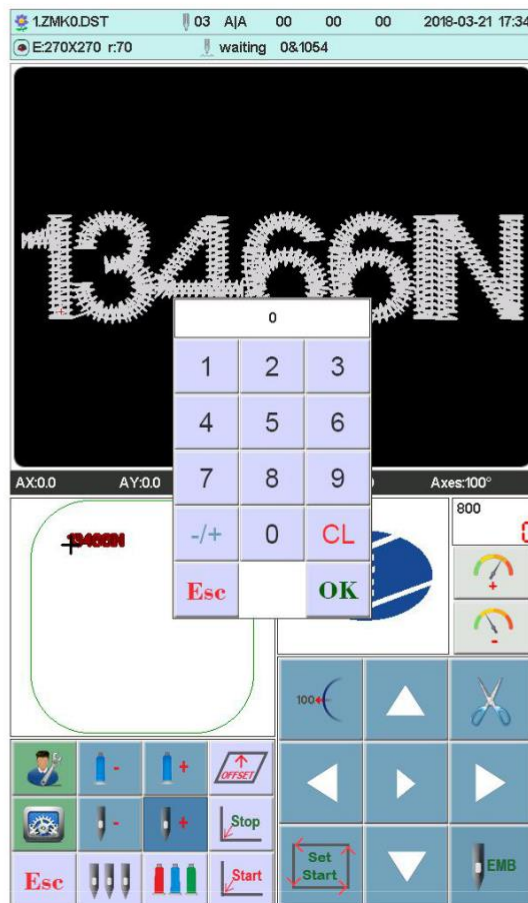 1.ZMK0.DST 03 A|A 00 00 00 2018-03-21 17:34
E:270X270 r:70 waiting 0&1054
13466N
0
1 2 3
4 5 6
7 8 9
-/+ 0 CL
Esc OK
AX:0.0 AY:0.0 Axes:100°
13466N
800
+
-
100
- + OFFSET
- + Stop
Esc Start
Set
Start
EMB